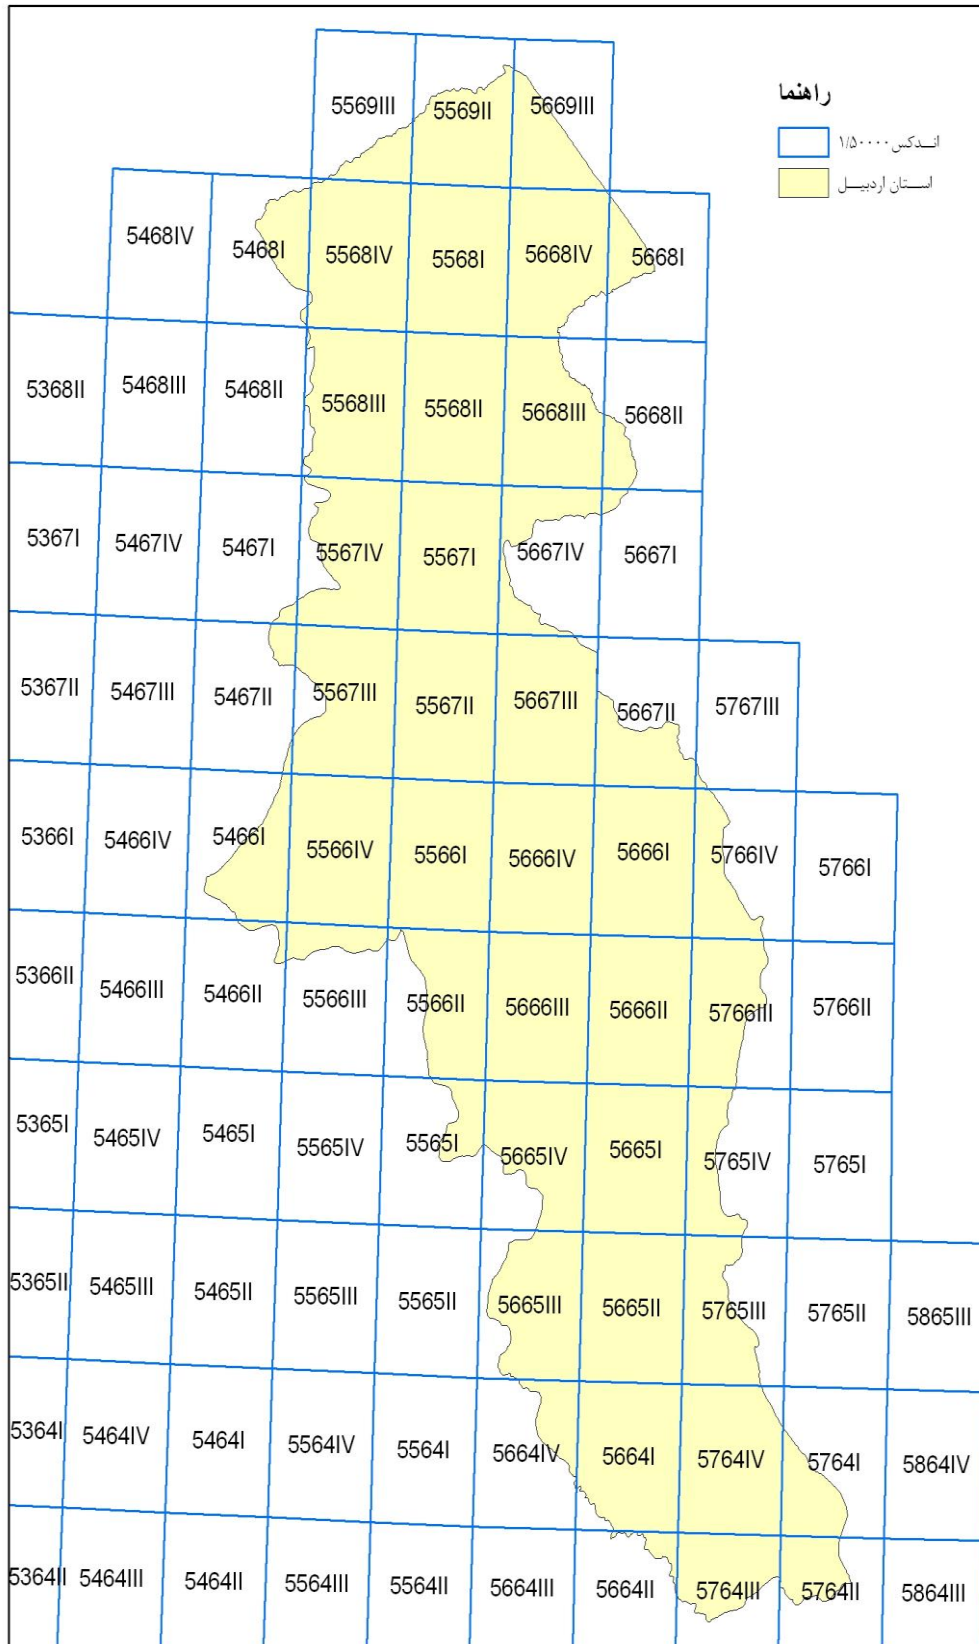 راهنما
اندکس ۱/۵۰۰۰۰
استان اردبیل
5569III 5569II 5669III
5468IV 5468I 5568IV 5568I 5668IV 5668I
5368II 5468III 5468II 5568III 5568II 5668III 5668II
5367I 5467IV 5467I 5567IV 5567I 5667IV 5667I
5367II 5467III 5467II 5567III 5567II 5667III 5667II 5767III
5366I 5466IV 5466I 5566IV 5566I 5666IV 5666I 5766IV 5766I
5366II 5466III 5466II 5566III 5566II 5666III 5666II 5766III 5766II
5365I 5465IV 5465I 5565IV 5565I 5665IV 5665I 5765IV 5765I
5365II 5465III 5465II 5565III 5565II 5665III 5665II 5765III 5765II 5865III
5364I 5464IV 5464I 5564IV 5564I 5664IV 5664I 5764IV 5764I 5864IV
5364II 5464III 5464II 5564III 5564II 5664III 5664II 5764III 5764II 5864III